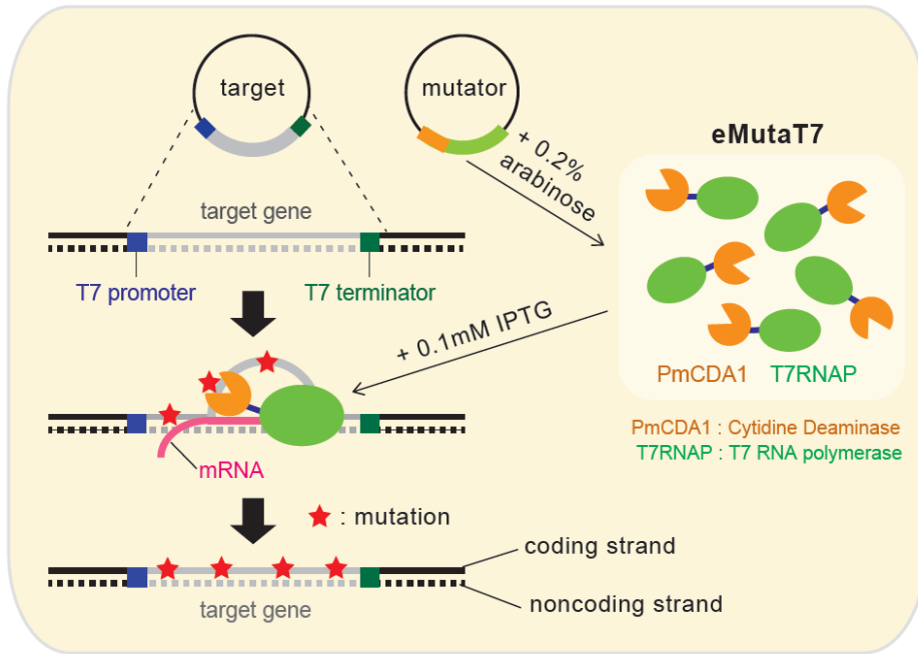 target
mutator
+ 0.2%
arabinose
eMutaT7
target gene
T7 promoter
T7 terminator
+ 0.1mM IPTG
PmCDA1
T7RNAP
PmCDA1 : Cytidine Deaminase
T7RNAP : T7 RNA polymerase
mRNA
: mutation
coding strand
noncoding strand
target gene